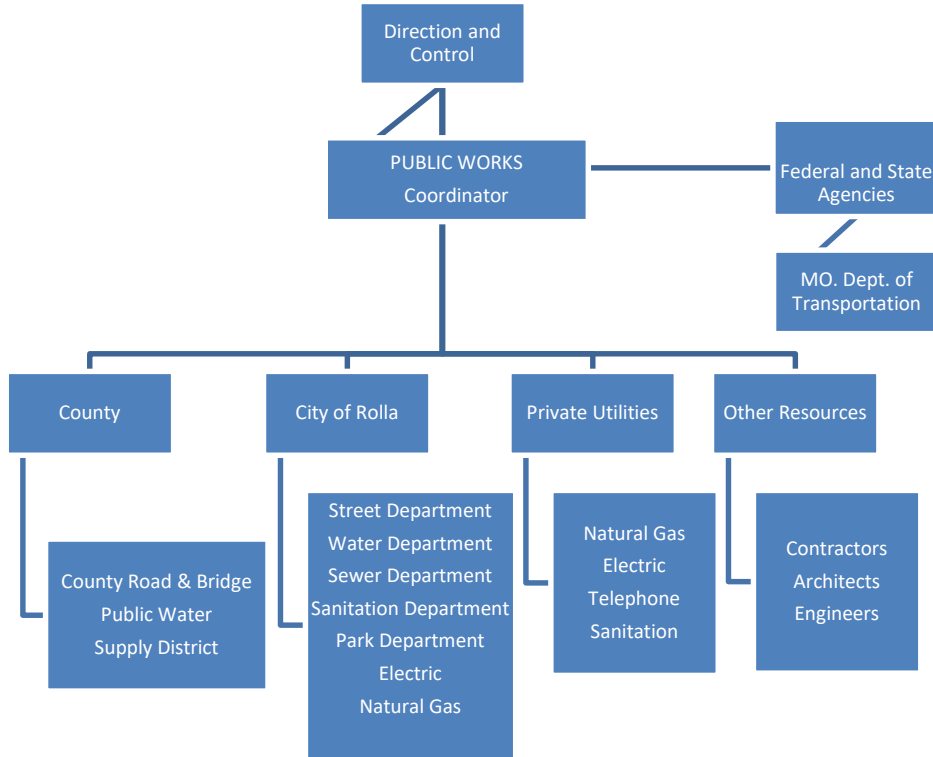 Direction and
Control
PUBLIC WORKS
Coordinator
Federal and State
Agencies
MO. Dept. of
Transportation
County
City of Rolla
Private Utilities
Other Resources
County Road & Bridge
Public Water
Supply District
Street Department
Water Department
Sewer Department
Sanitation Department
Park Department
Electric
Natural Gas
Natural Gas
Electric
Telephone
Sanitation
Contractors
Architects
Engineers